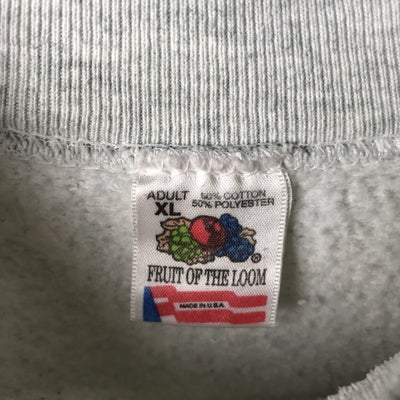 ADULT 50% COTTON
XL 50% POLYESTER
®
FRUIT OF THE LOOM
MADE IN U.S.A.